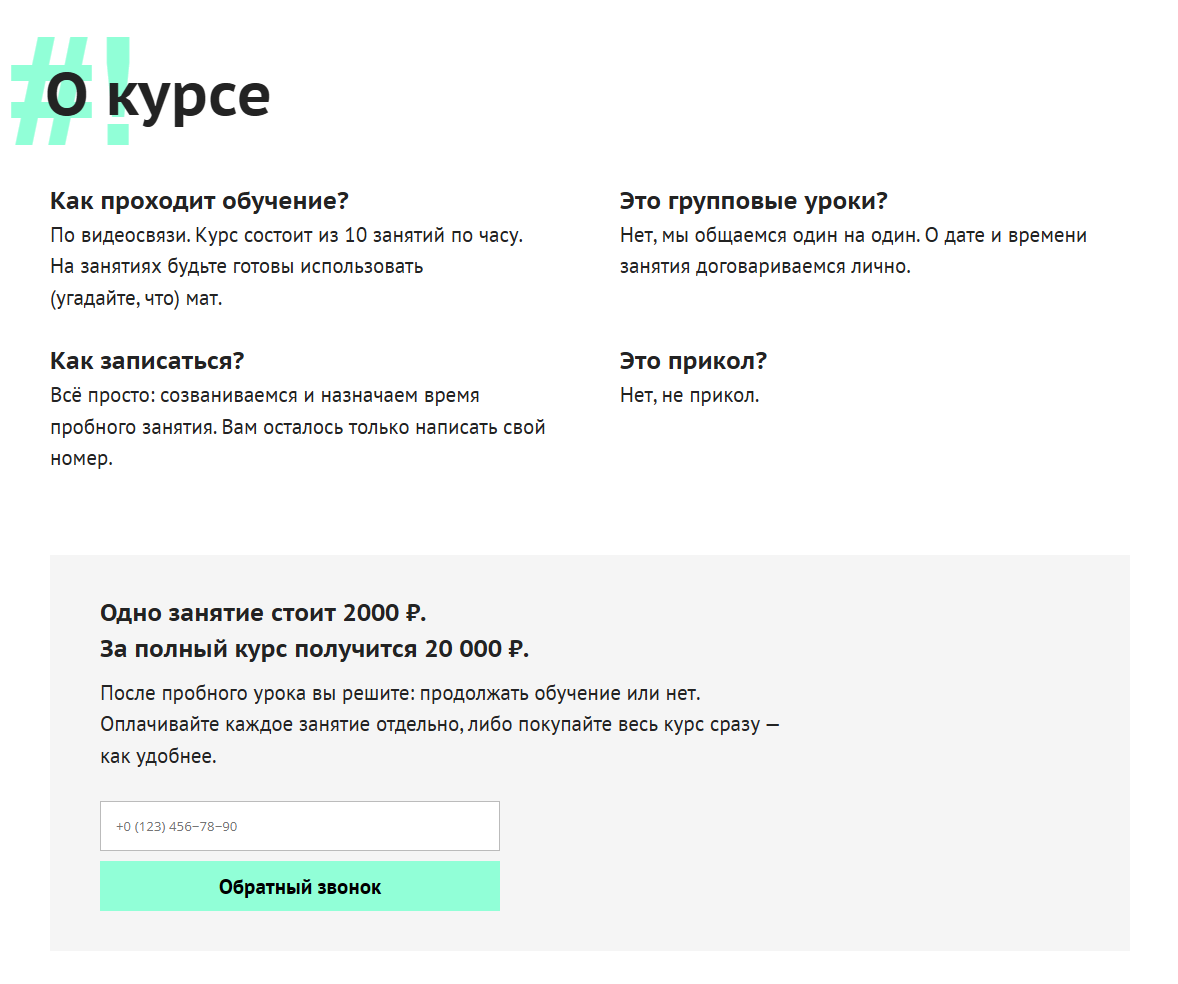 #!
О курсе
Как проходит обучение?
По видеосвязи. Курс состоит из 10 занятий по часу.
На занятиях будьте готовы использовать
(угадайте, что) мат.
Это групповые уроки?
Нет, мы общаемся один на один. О дате и времени
занятия договариваемся лично.
Как записаться?
Всё просто: созваниваемся и назначаем время
пробного занятия. Вам осталось только написать свой
номер.
Это прикол?
Нет, не прикол.
Одно занятие стоит 2000 ₽.
За полный курс получится 20 000 ₽.
После пробного урока вы решите: продолжать обучение или нет.
Оплачивайте каждое занятие отдельно, либо покупайте весь курс сразу —
как удобнее.
+0 (123) 456−78−90
Обратный звонок